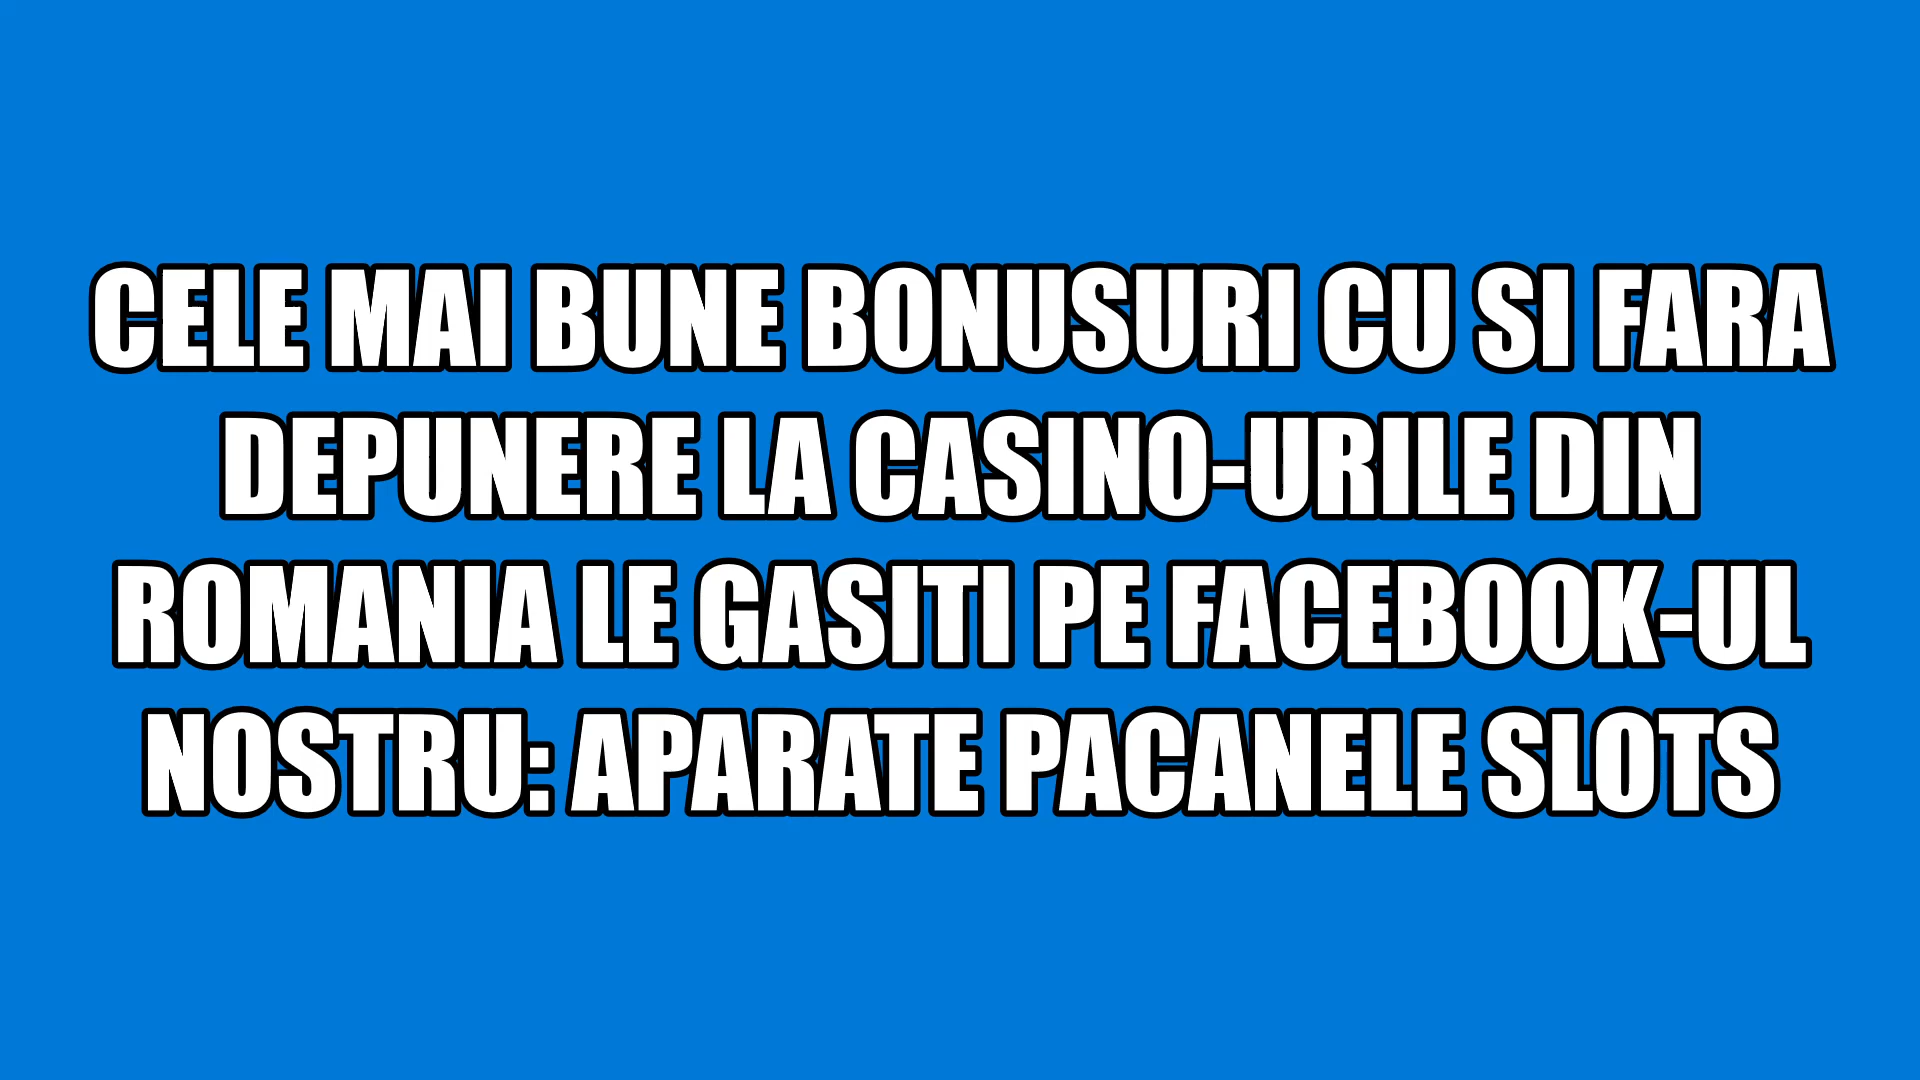 CELE MAI BUNE BONUSURI CU SI FARA
DEPUNERE LA CASINO-URILE DIN
ROMANIA LE GASITI PE FACEBOOK-UL
NOSTRU: APARATE PACANELE SLOTS